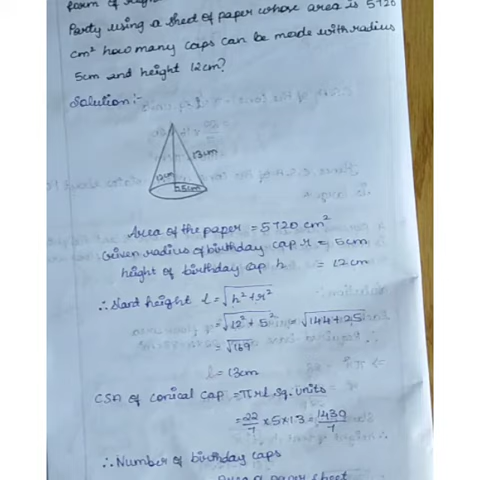 form of righ
Party using a shed of paper whose area is 5720
cm² how many caps can be made with radius
5cm and height 12cm?
Solution:-
13cm
12cm
5cm
Area of the paper = 5720 cm²
Given radius of birthday cap r = 5cm
height of birthday cap h = 12cm
∴ slant height l = √h²+r²
= √12²+5² = √144+25
= √169
l = 13cm
CSA of conical cap = πrl sq. units
= 22/7 × 5 × 13 = 1430/7
∴ Number of birthday caps
Area of paper sheet